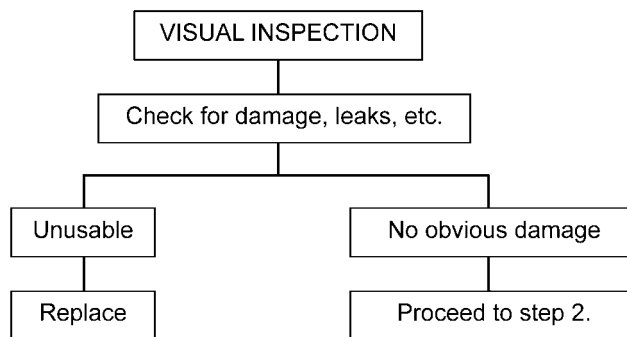 VISUAL INSPECTION
Check for damage, leaks, etc.
Unusable
No obvious damage
Replace
Proceed to step 2.